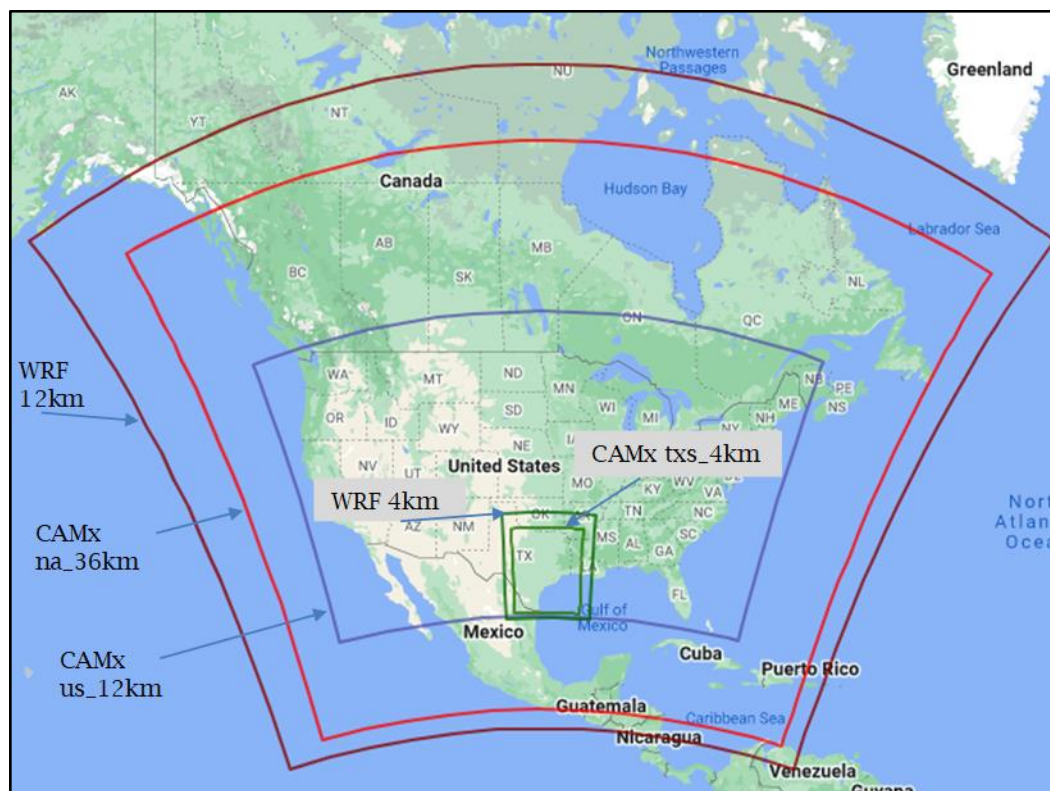 NU
Northwestern
Passages
Greenland
AK
YT
NT
Canada
Hudson Bay
Labrador Sea
AB
MB
BC
SK
NL
ON
QC
WRF
12km
WA
MT
ND
MN
NB
PE
OR
ID
SD
WI
MI
ME
NS
NH
WY
NE
NY
CAMx txs_4km
NV
UT
United States
MO
WRF 4km
KY
WV
VA
OK
TN
NC
AZ
NM
SC
CAMx
na_36km
TX
MS
AL
GA
LA
North
Atlantic
Ocea
FL
Gulf of
Mexico
Mexico
CAMx
us_12km
Cuba
Puerto Rico
Guatemala
Caribbean Sea
Nicaragua
Venezuela
Guyana